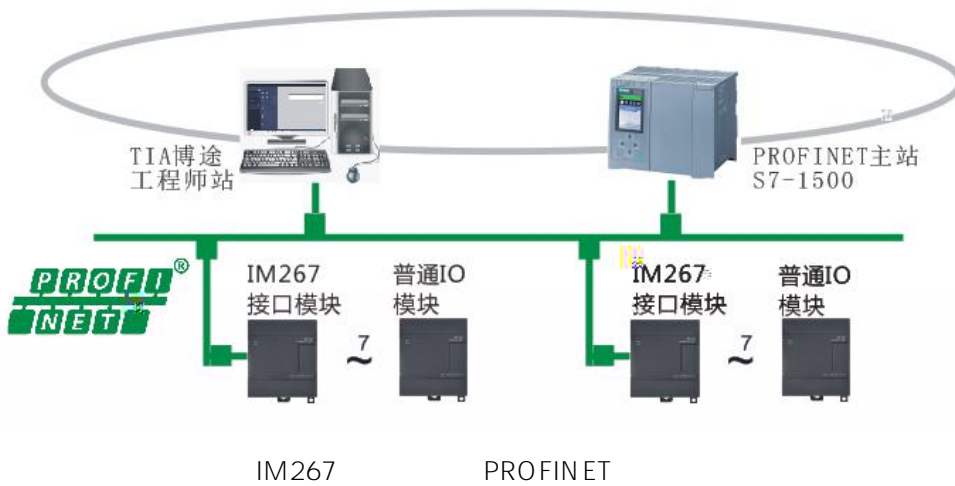 TIA博途
工程师站
PROFINET主站
S7-1500
PROFI®
NET
IM267
接口模块
7
~
普通IO
模块
IM267
接口模块
7
~
普通IO
模块
IM267 PROFINET